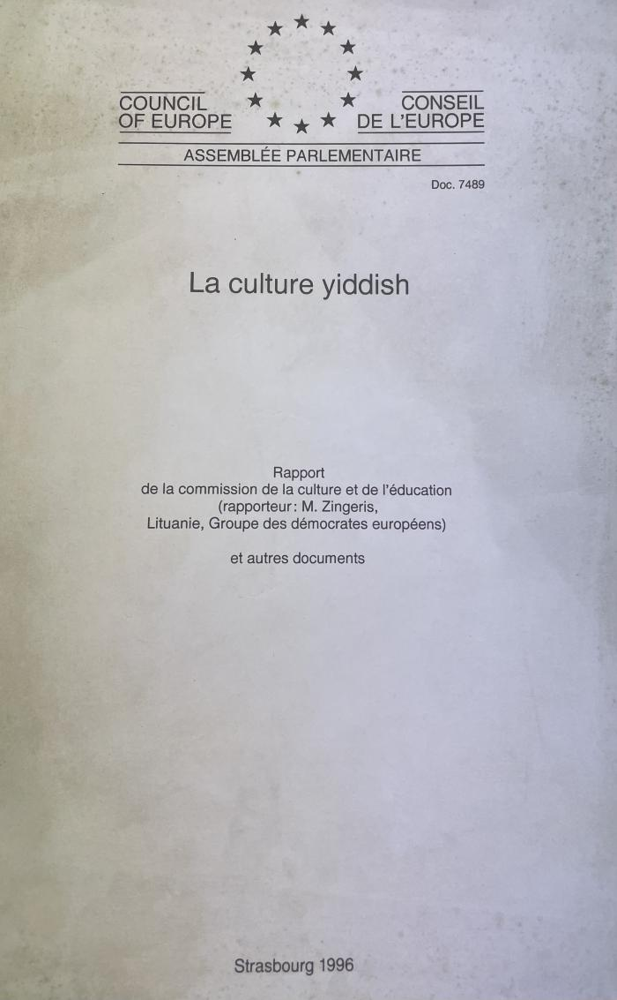 COUNCIL
OF EUROPE
CONSEIL
DE L'EUROPE
ASSEMBLÉE PARLEMENTAIRE
Doc. 7489
La culture yiddish
Rapport
de la commission de la culture et de l'éducation
(rapporteur: M. Zingeris,
Lituanie, Groupe des démocrates européens)
et autres documents
Strasbourg 1996